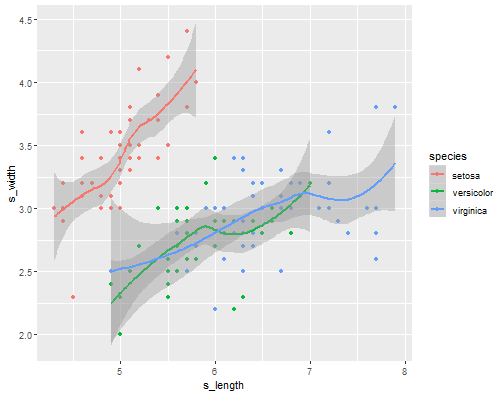 4.5
4.0
3.5
3.0
2.5
2.0
s_width
5
6
7
8
s_length
species
setosa
versicolor
virginica